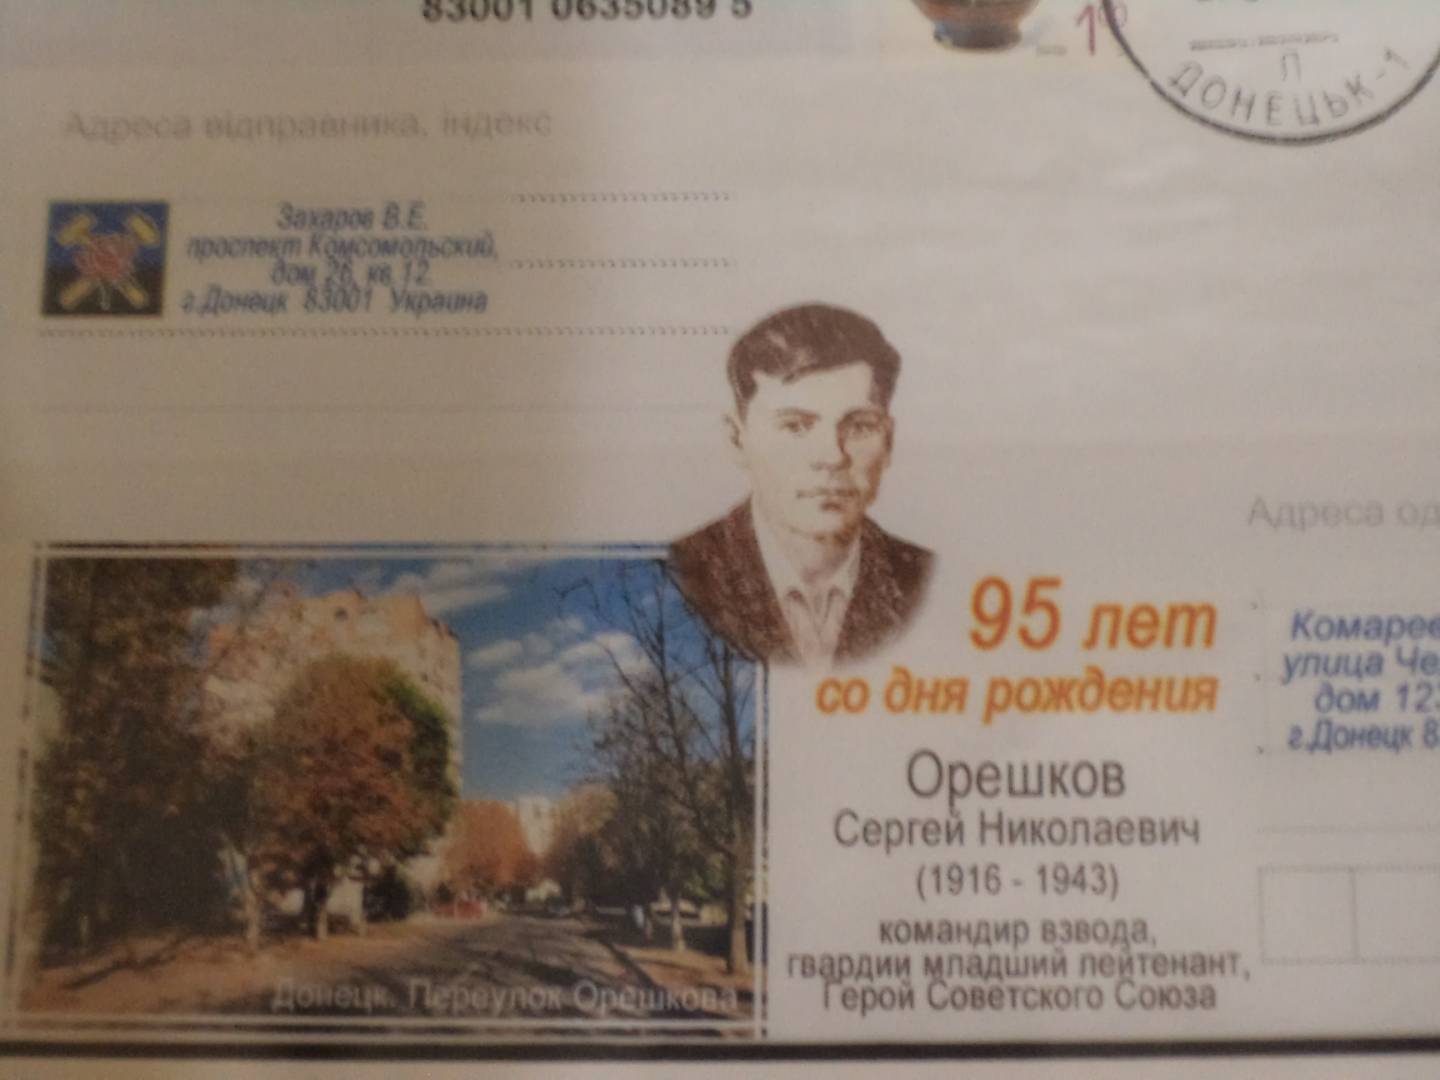 83001 0635089 5
П
ДОНЕЦЬК-1
Адреса відправника, індекс
Захаров В.Е.
проспект Комсомольский,
дом 26, кв.12
г.Донецк 83001 Украина
Адреса од
95 лет
со дня рождения
Орешков
Сергей Николаевич
(1916 - 1943)
командир взвода,
гвардии младший лейтенант,
Герой Советского Союза
Комарее
улица Че
дом 123
г.Донецк 8
Донецк. Переулок Орешкова